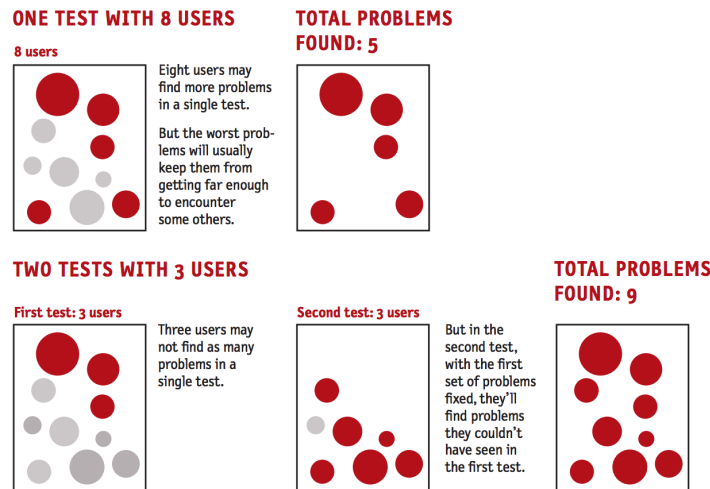 ONE TEST WITH 8 USERS
8 users
Eight users may
find more problems
in a single test.
But the worst prob-
lems will usually
keep them from
getting far enough
to encounter
some others.
TOTAL PROBLEMS
FOUND: 5
TWO TESTS WITH 3 USERS
First test: 3 users
Three users may
not find as many
problems in a
single test.
Second test: 3 users
But in the
second test,
with the first
set of problems
fixed, they’ll
find problems
they couldn’t
have seen in
the first test.
TOTAL PROBLEMS
FOUND: 9